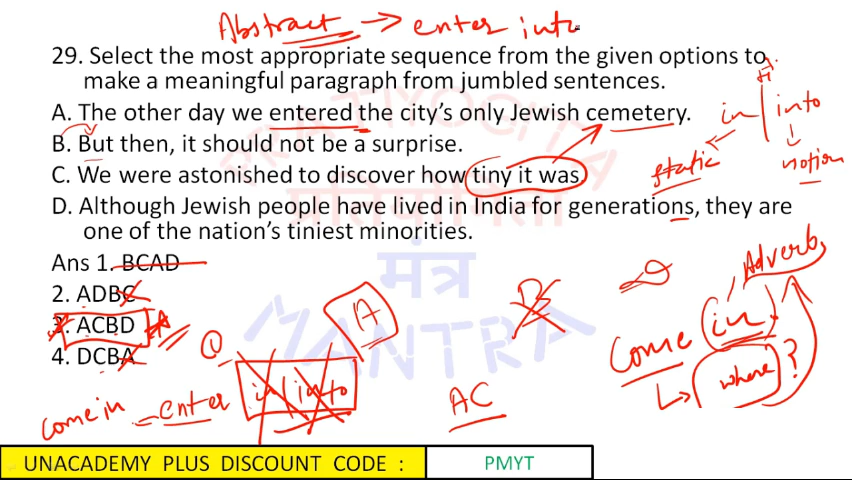 Abstract → enter into
29. Select the most appropriate sequence from the given options to
make a meaningful paragraph from jumbled sentences.
A. The other day we entered the city's only Jewish cemetery.
in | into
B. But then, it should not be a surprise.
static
motion
C. We were astonished to discover how tiny it was.
D. Although Jewish people have lived in India for generations, they are
one of the nation's tiniest minorities.
Ans 1. BCAD
2. ADBC
3. ACBD
4. DCBA
Adverb
Come in
where ?
A
AC
come in = enter in/into
PRATIYOGITA
प्रतियोगिता
मंत्र
MANTRA
UNACADEMY PLUS DISCOUNT CODE : PMYT